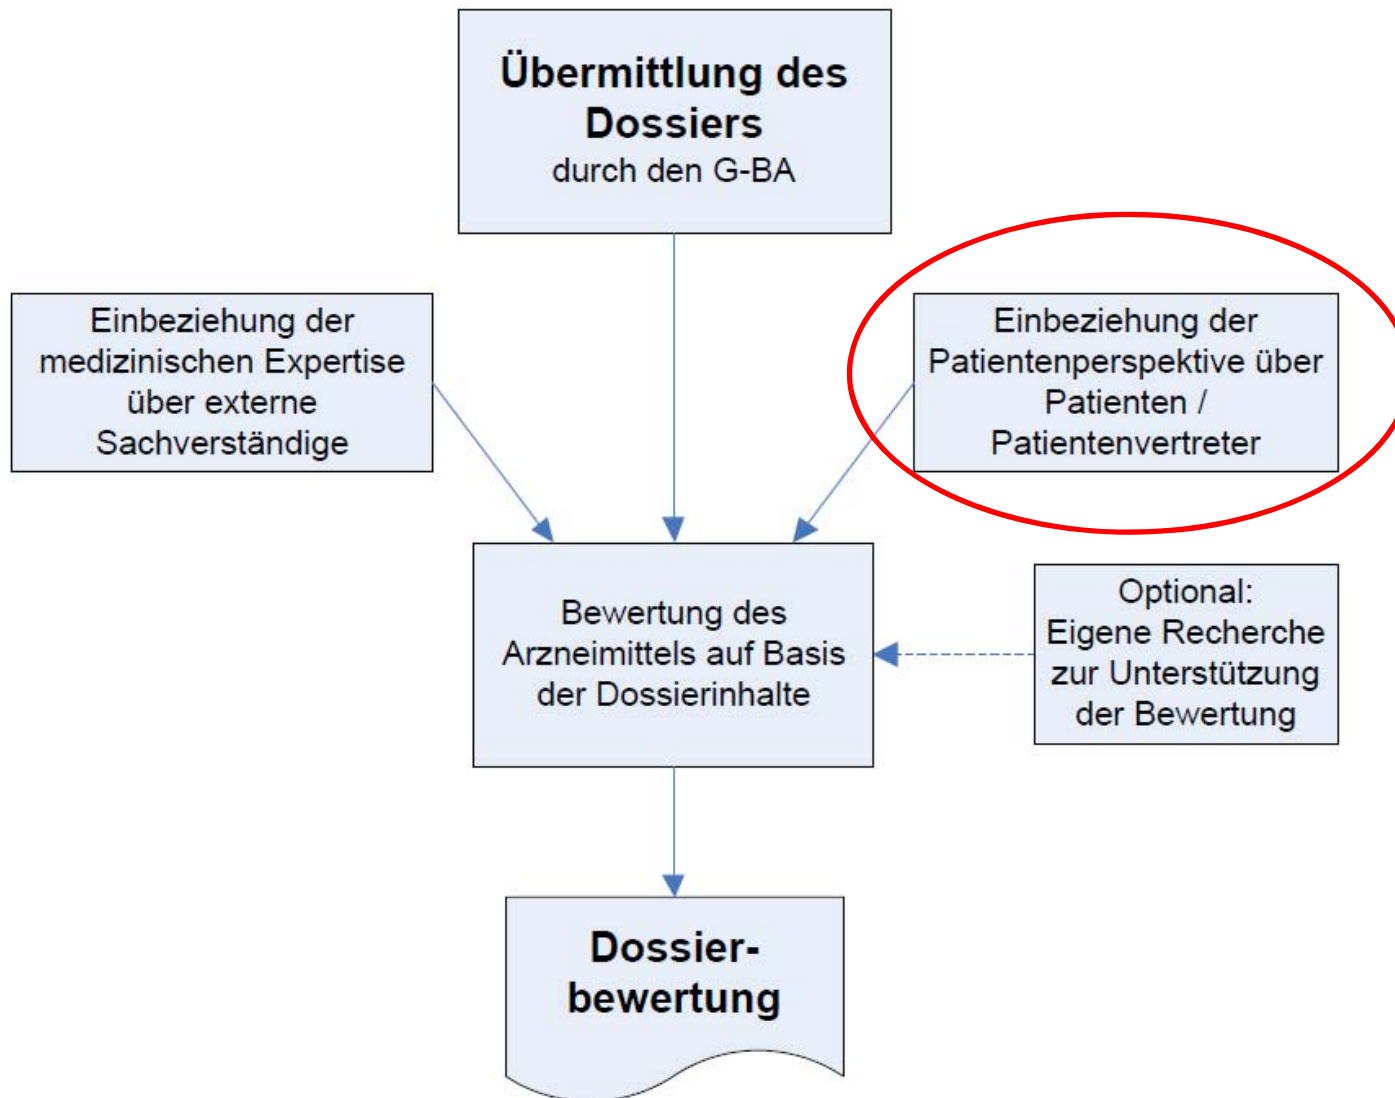 Übermittlung des
Dossiers
durch den G-BA
Einbeziehung der
medizinischen Expertise
über externe
Sachverständige
Einbeziehung der
Patientenperspektive über
Patienten /
Patientenvertreter
Bewertung des
Arzneimittels auf Basis
der Dossierinhalte
Optional:
Eigene Recherche
zur Unterstützung
der Bewertung
Dossier-
bewertung